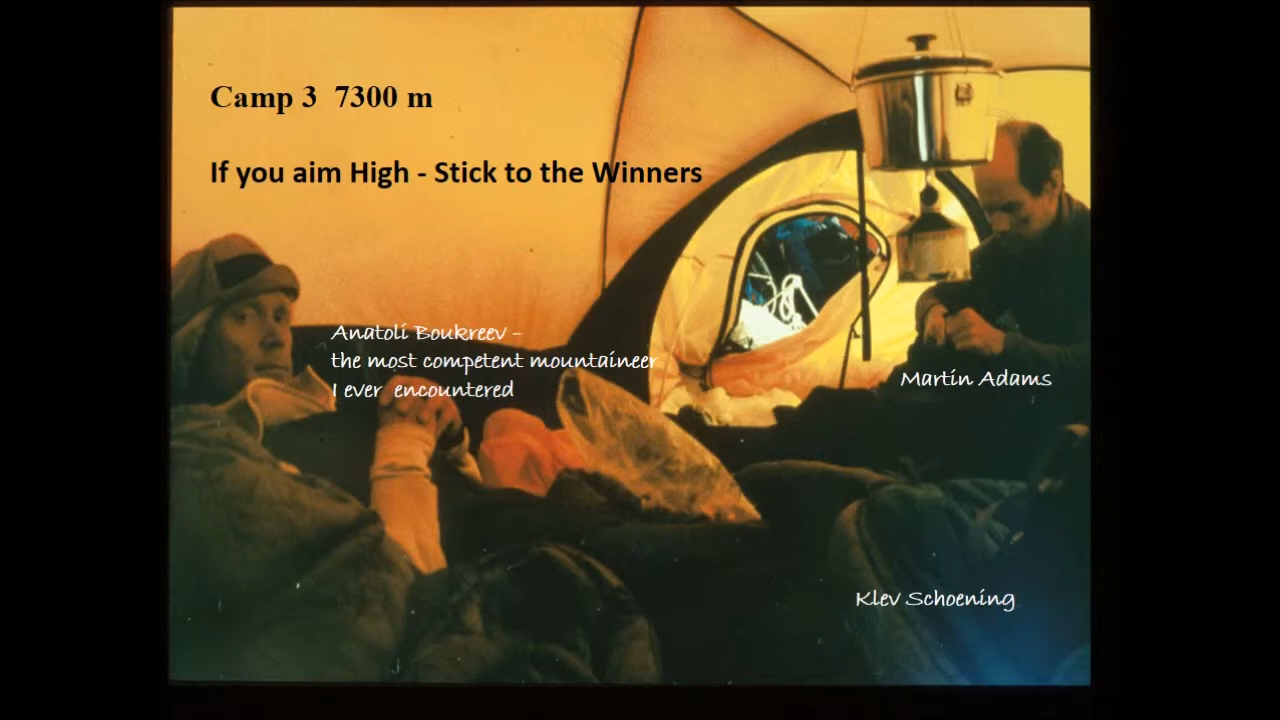 Camp 3 7300 m
If you aim High - Stick to the Winners
Anatoli Boukreev –
the most competent mountaineer
I ever encountered
Martin Adams
Klev Schoening